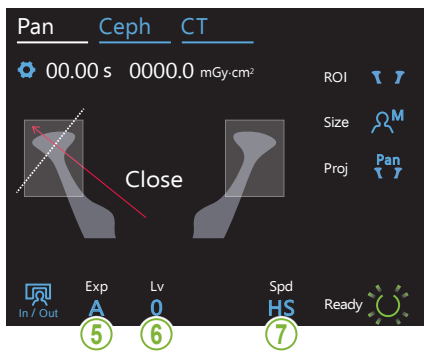 Pan Ceph CT
00.00 s 0000.0 mGy·cm²
ROI
Size M
Close
Proj Pan
Exp Lv Spd
In / Out A 0 HS Ready
5 6 7